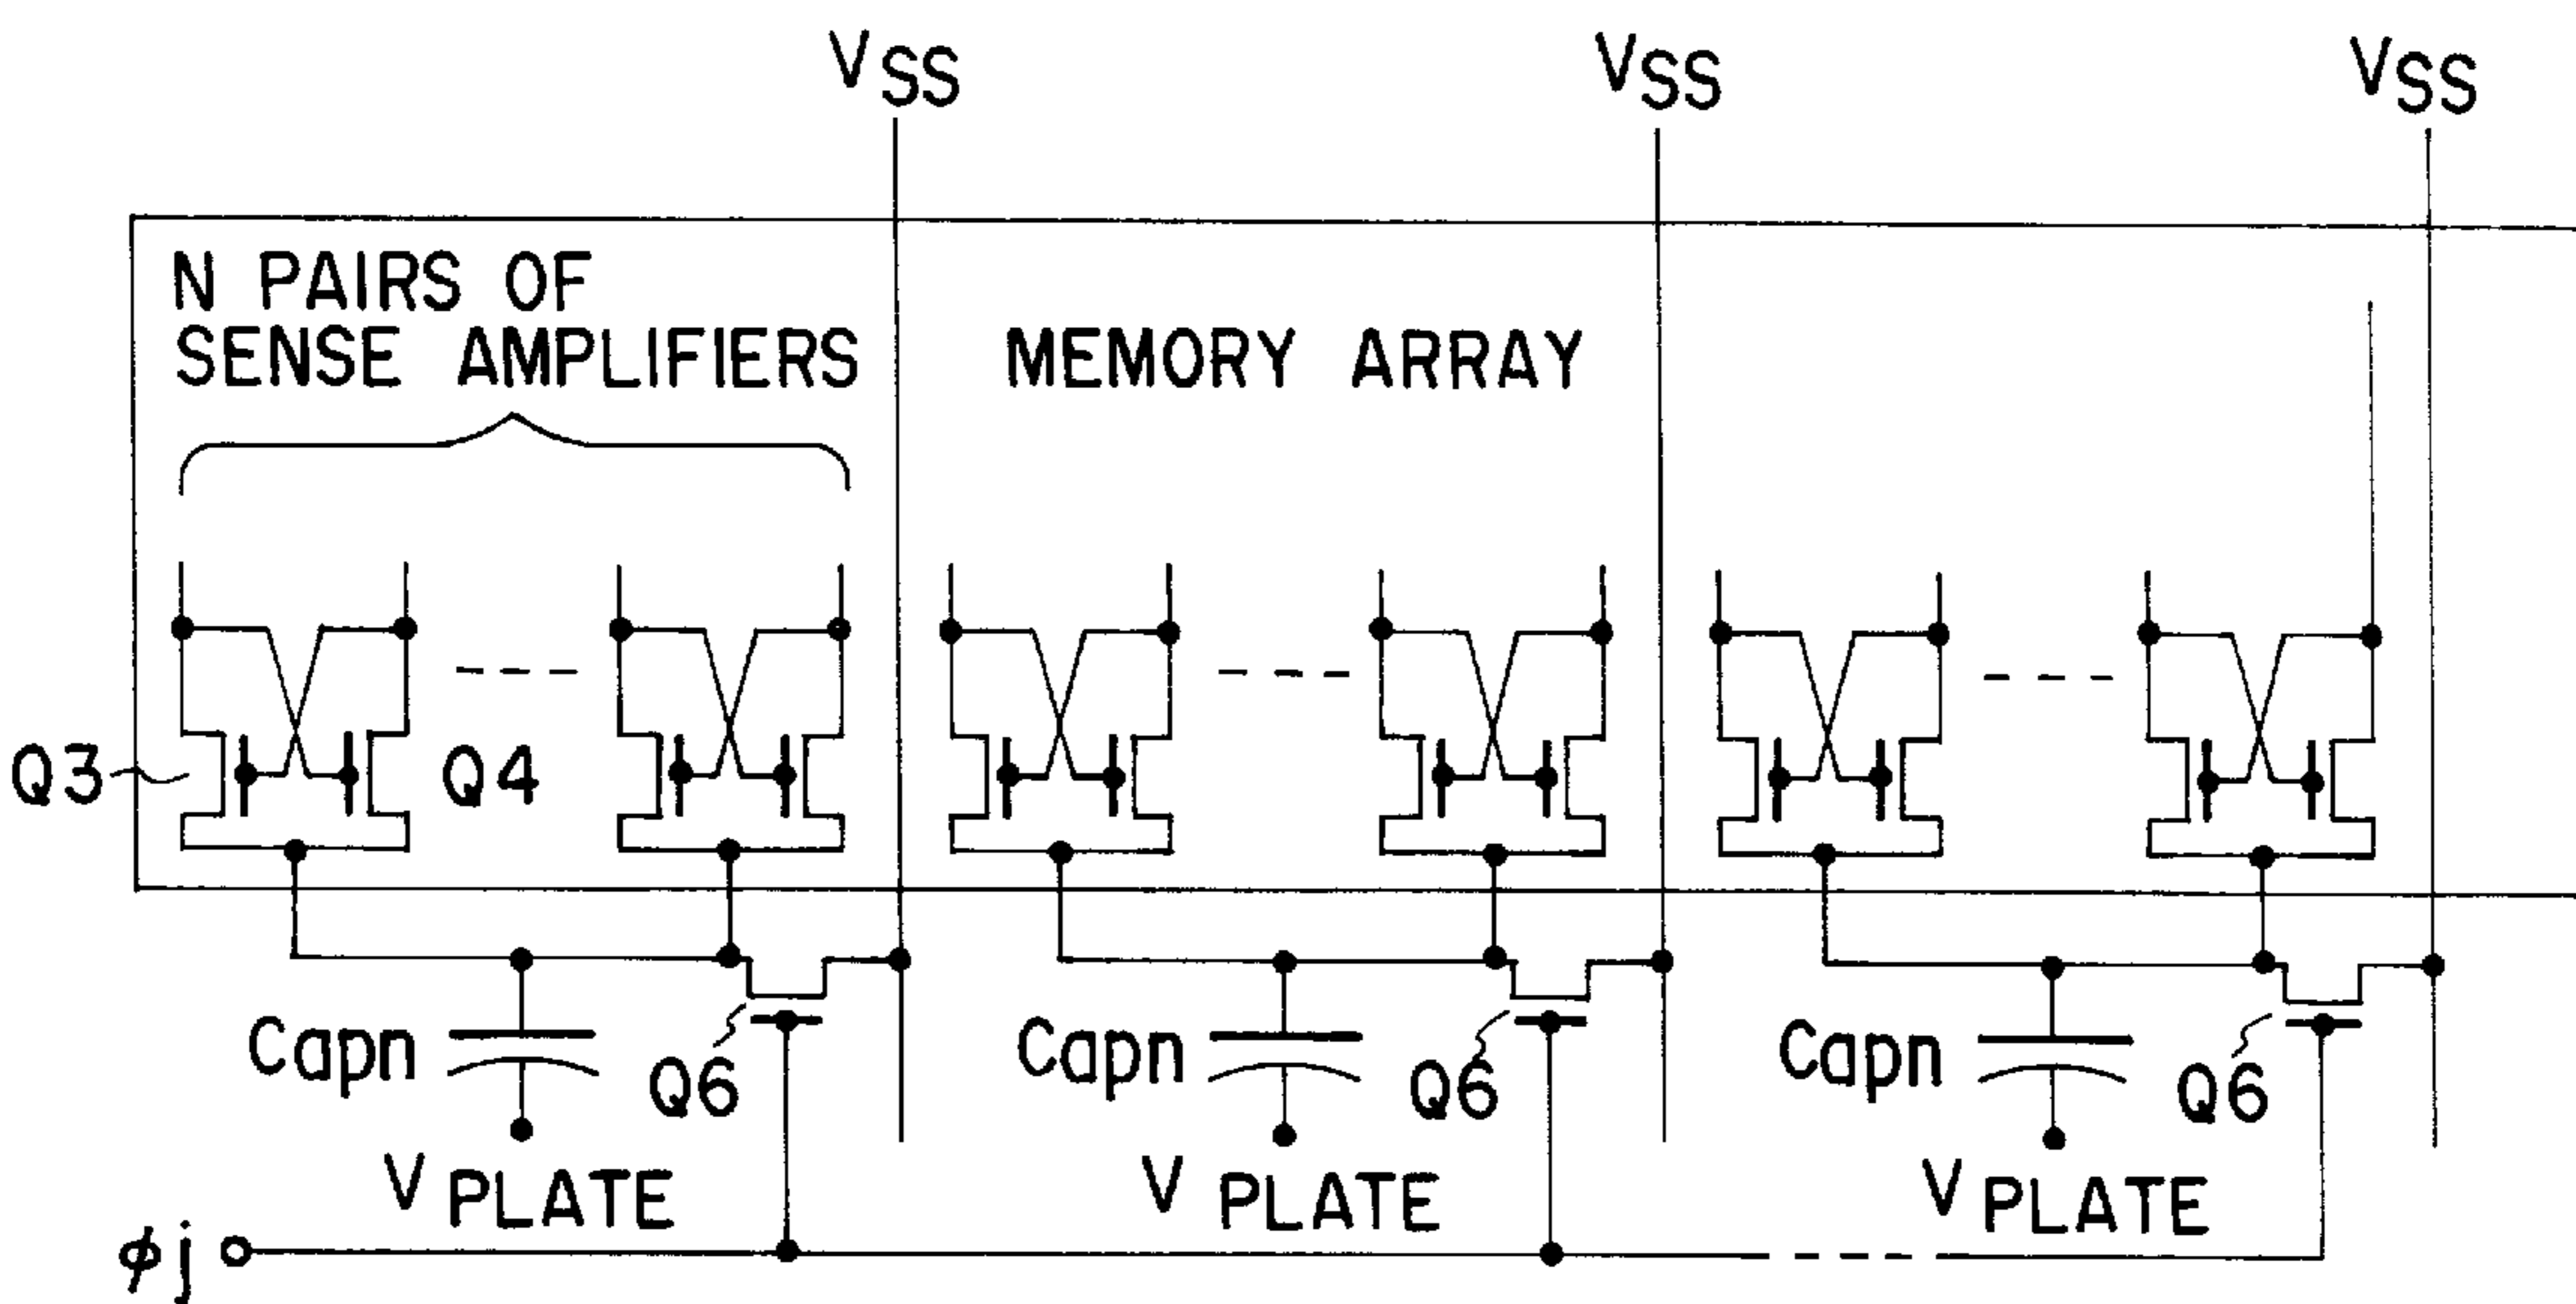 VSS VSS VSS
N PAIRS OF
SENSE AMPLIFIERS
MEMORY ARRAY
Q3 Q4
Capn Q6 Capn Q6 Capn Q6
V PLATE V PLATE V PLATE
ϕj